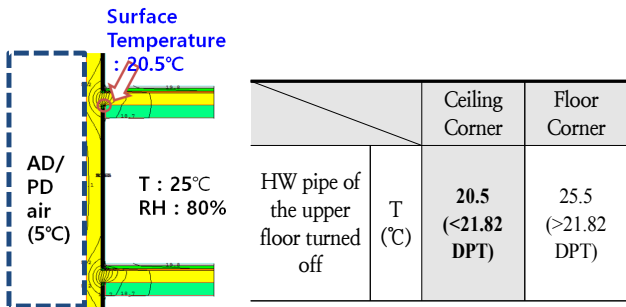 Surface
Temperature
: 20.5℃
AD/
PD
air
(5℃)
T : 25℃
RH : 80%
Ceiling
Corner
Floor
Corner
HW pipe of
the upper
floor turned
off
T
(℃)
20.5
(<21.82
DPT)
25.5
(>21.82
DPT)